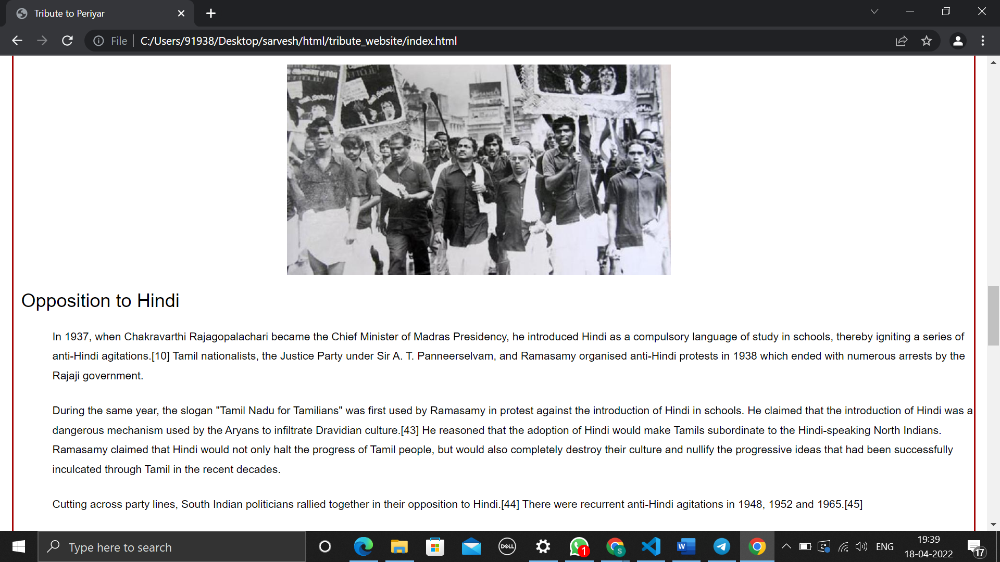 Tribute to Periyar
File
C:/Users/91938/Desktop/sarvesh/html/tribute_website/index.html
Opposition to Hindi
In 1937, when Chakravarthi Rajagopalachari became the Chief Minister of Madras Presidency, he introduced Hindi as a compulsory language of study in schools, thereby igniting a series of
anti-Hindi agitations.[10] Tamil nationalists, the Justice Party under Sir A. T. Panneerselvam, and Ramasamy organised anti-Hindi protests in 1938 which ended with numerous arrests by the
Rajaji government.
During the same year, the slogan "Tamil Nadu for Tamilians" was first used by Ramasamy in protest against the introduction of Hindi in schools. He claimed that the introduction of Hindi was a
dangerous mechanism used by the Aryans to infiltrate Dravidian culture.[43] He reasoned that the adoption of Hindi would make Tamils subordinate to the Hindi-speaking North Indians.
Ramasamy claimed that Hindi would not only halt the progress of Tamil people, but would also completely destroy their culture and nullify the progressive ideas that had been successfully
inculcated through Tamil in the recent decades.
Cutting across party lines, South Indian politicians rallied together in their opposition to Hindi.[44] There were recurrent anti-Hindi agitations in 1948, 1952 and 1965.[45]
Type here to search
DELL
1
S
W
ENG
19:39
18-04-2022
17